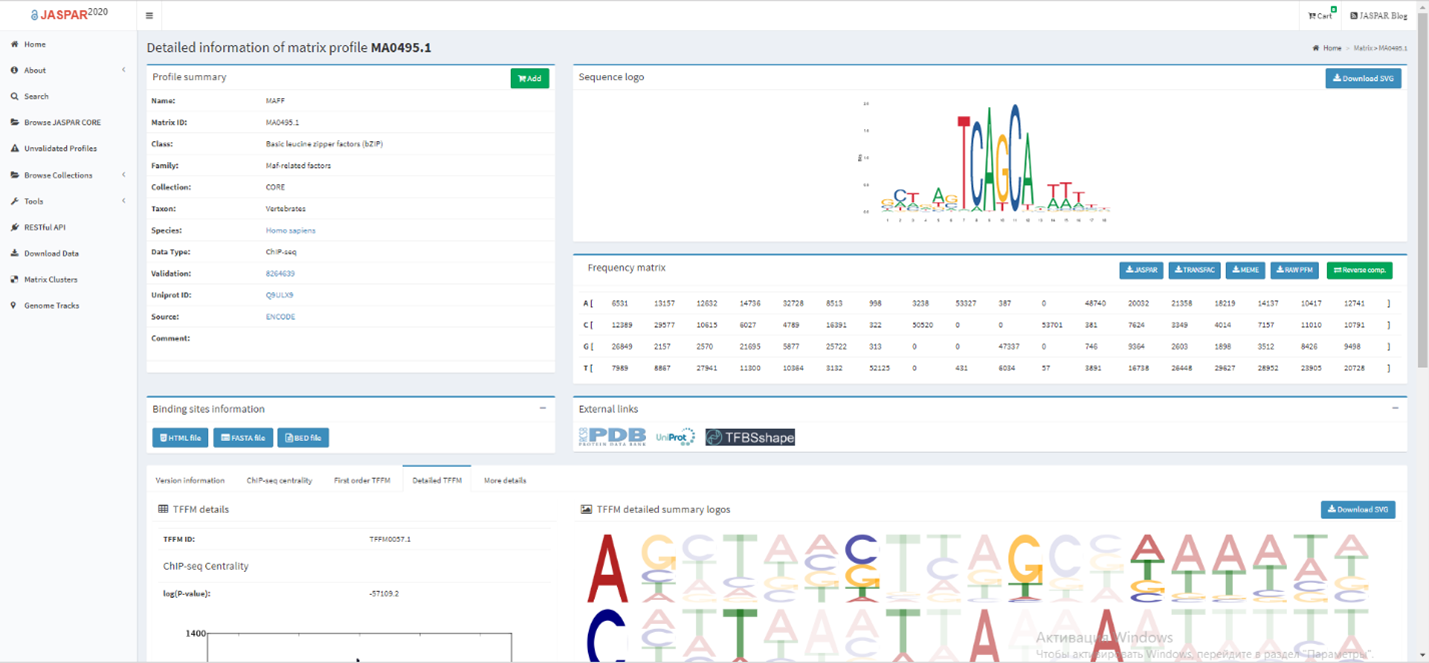 JASPAR2020
Cart
JASPAR Blog
Home
About
Search
Browse JASPAR CORE
Unvalidated Profiles
Browse Collections
Tools
RESTful API
Download Data
Matrix Clusters
Genome Tracks
Detailed information of matrix profile MA0495.1
Home > Matrix > MA0495.1
Profile summary
Add
Name: MAFF
Matrix ID: MA0495.1
Class: Basic leucine zipper factors (bZIP)
Family: Maf-related factors
Collection: CORE
Taxon: Vertebrates
Species: Homo sapiens
Data Type: ChIP-seq
Validation: 8264639
Uniprot ID: Q9ULX9
Source: ENCODE
Comment:
Sequence logo
Download SVG
TCAGCA
Frequency matrix
JASPAR TRANSFAC MEME RAW PFM Reverse comp.
A [ 6531 13157 12632 14736 32728 8513 998 3238 53327 387 0 48740 20032 21358 18219 14137 10417 12741 ]
C [ 12389 29577 10615 6027 4789 16391 322 50520 0 0 53701 381 7624 3349 4014 7157 11010 10791 ]
G [ 26849 2157 2570 21695 5877 25722 313 0 0 47337 0 746 9364 2603 1898 3512 8426 9498 ]
T [ 7989 8867 27941 11300 10364 3132 52125 0 431 6034 57 3891 16738 26448 29627 28952 23905 20728 ]
Binding sites information
HTML file FASTA file BED file
External links
PDB
PROTEIN DATA BANK
UniProt
TFBSshape
Version information ChIP-seq centrality First order TFFM Detailed TFFM More details
TFFM details
TFFM ID: TFFM0057.1
ChIP-seq Centrality
log(P-value): -57109.2
1400
TFFM detailed summary logos
Download SVG
A
C
Активация Windows
Чтобы активировать Windows, перейдите в раздел "Параметры".